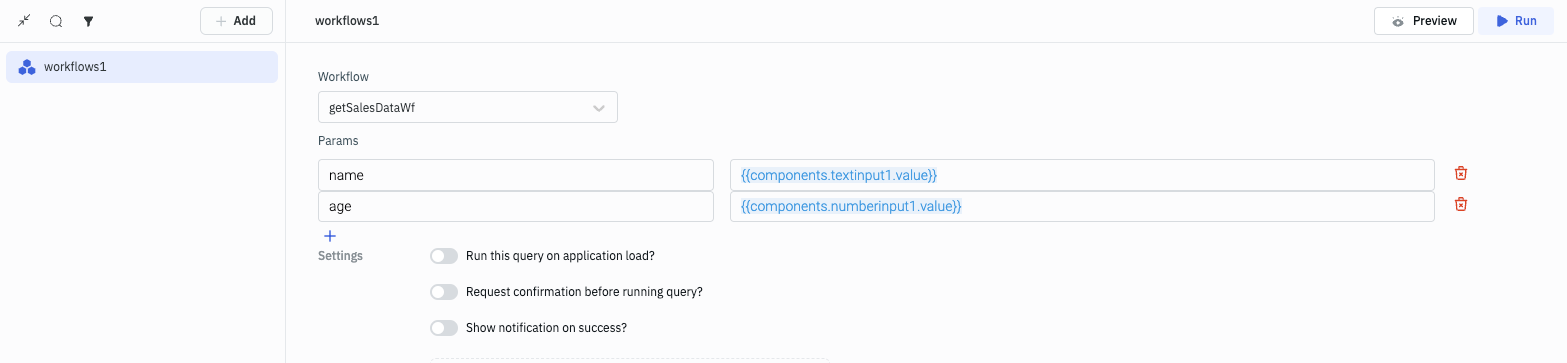 Add
workflows1
Preview
Run
workflows1
Workflow
getSalesDataWf
Params
name
{{components.textinput1.value}}
age
{{components.numberinput1.value}}
+
Settings
Run this query on application load?
Request confirmation before running query?
Show notification on success?